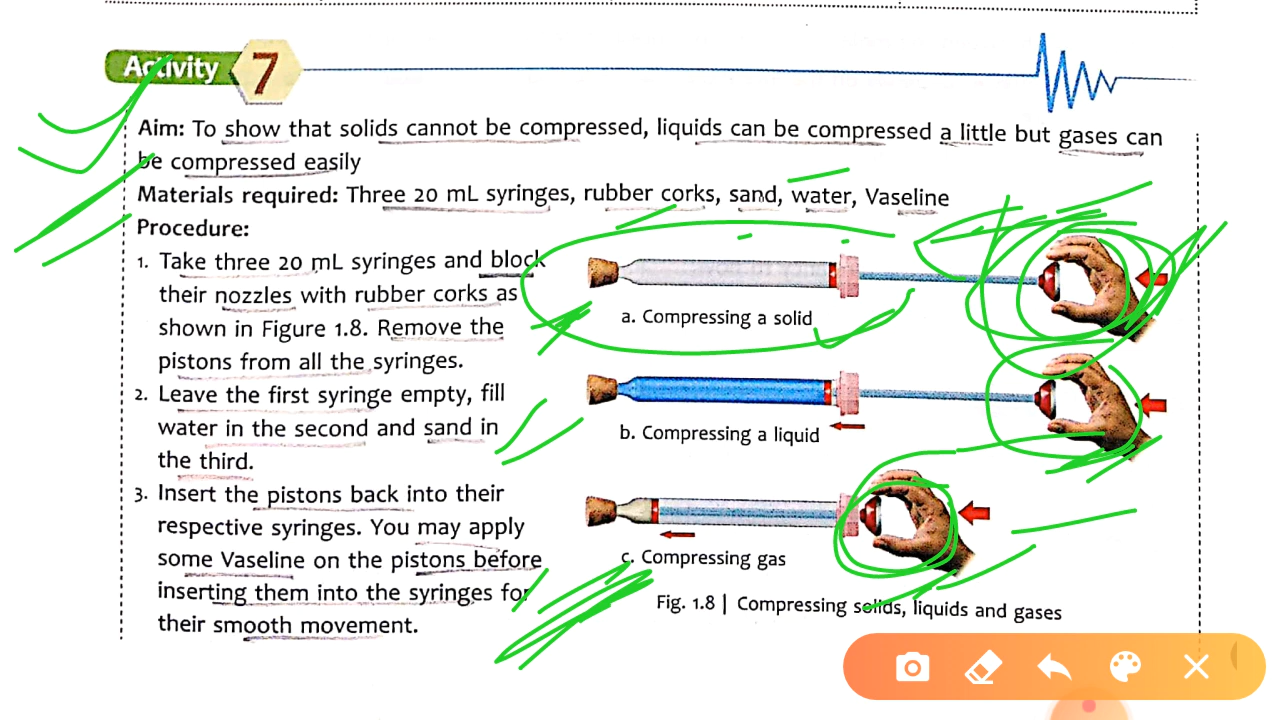 Activity 7
Aim: To show that solids cannot be compressed, liquids can be compressed a little but gases can
be compressed easily
Materials required: Three 20 mL syringes, rubber corks, sand, water, Vaseline
Procedure:
1. Take three 20 mL syringes and block
their nozzles with rubber corks as
shown in Figure 1.8. Remove the
pistons from all the syringes.
2. Leave the first syringe empty, fill
water in the second and sand in
the third.
3. Insert the pistons back into their
respective syringes. You may apply
some Vaseline on the pistons before
inserting them into the syringes for
their smooth movement.
a. Compressing a solid
b. Compressing a liquid
c. Compressing gas
Fig. 1.8 | Compressing solids, liquids and gases